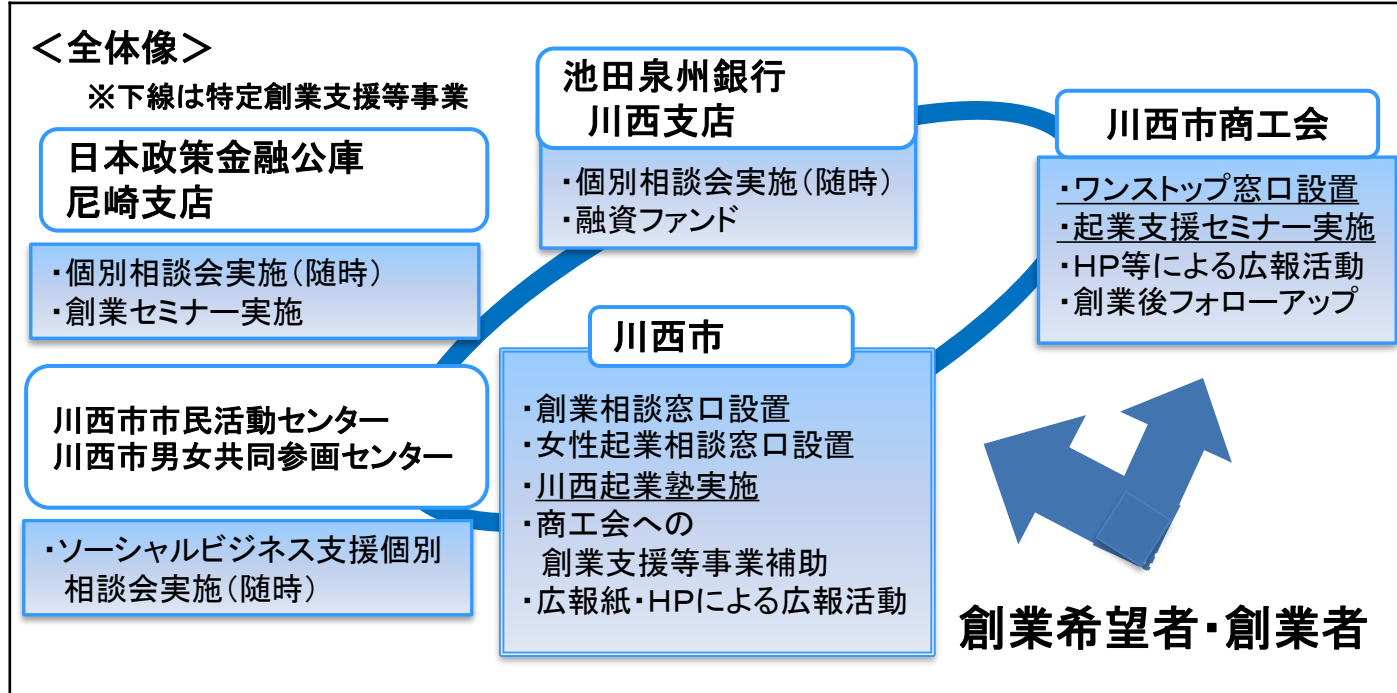 ＜全体像＞
※下線は特定創業支援等事業
日本政策金融公庫
尼崎支店
・個別相談会実施（随時）
・創業セミナー実施
川西市市民活動センター
川西市男女共同参画センター
・ソーシャルビジネス支援個別
相談会実施（随時）
池田泉州銀行
川西支店
・個別相談会実施（随時）
・融資ファンド
川西市
・創業相談窓口設置
・女性起業相談窓口設置
・川西起業塾実施
・商工会への
創業支援等事業補助
・広報紙・HPによる広報活動
川西市商工会
・ワンストップ窓口設置
・起業支援セミナー実施
・HP等による広報活動
・創業後フォローアップ
創業希望者・創業者